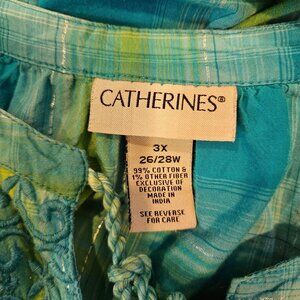 CATHERINES®
3X
26/28W
99% COTTON &
1% OTHER FIBER
EXCLUSIVE OF
DECORATION
MADE IN
INDIA
SEE REVERSE
FOR CARE